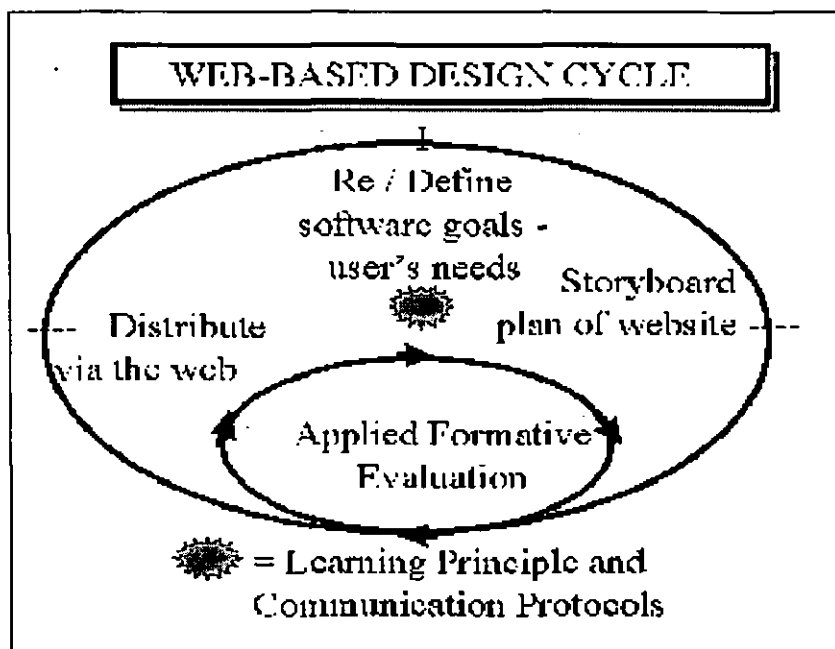 WEB-BASED DESIGN CYCLE
Re / Define
software goals -
user's needs
Storyboard
plan of website
Distribute
via the web
Applied Formative
Evaluation
= Learning Principle and
Communication Protocols